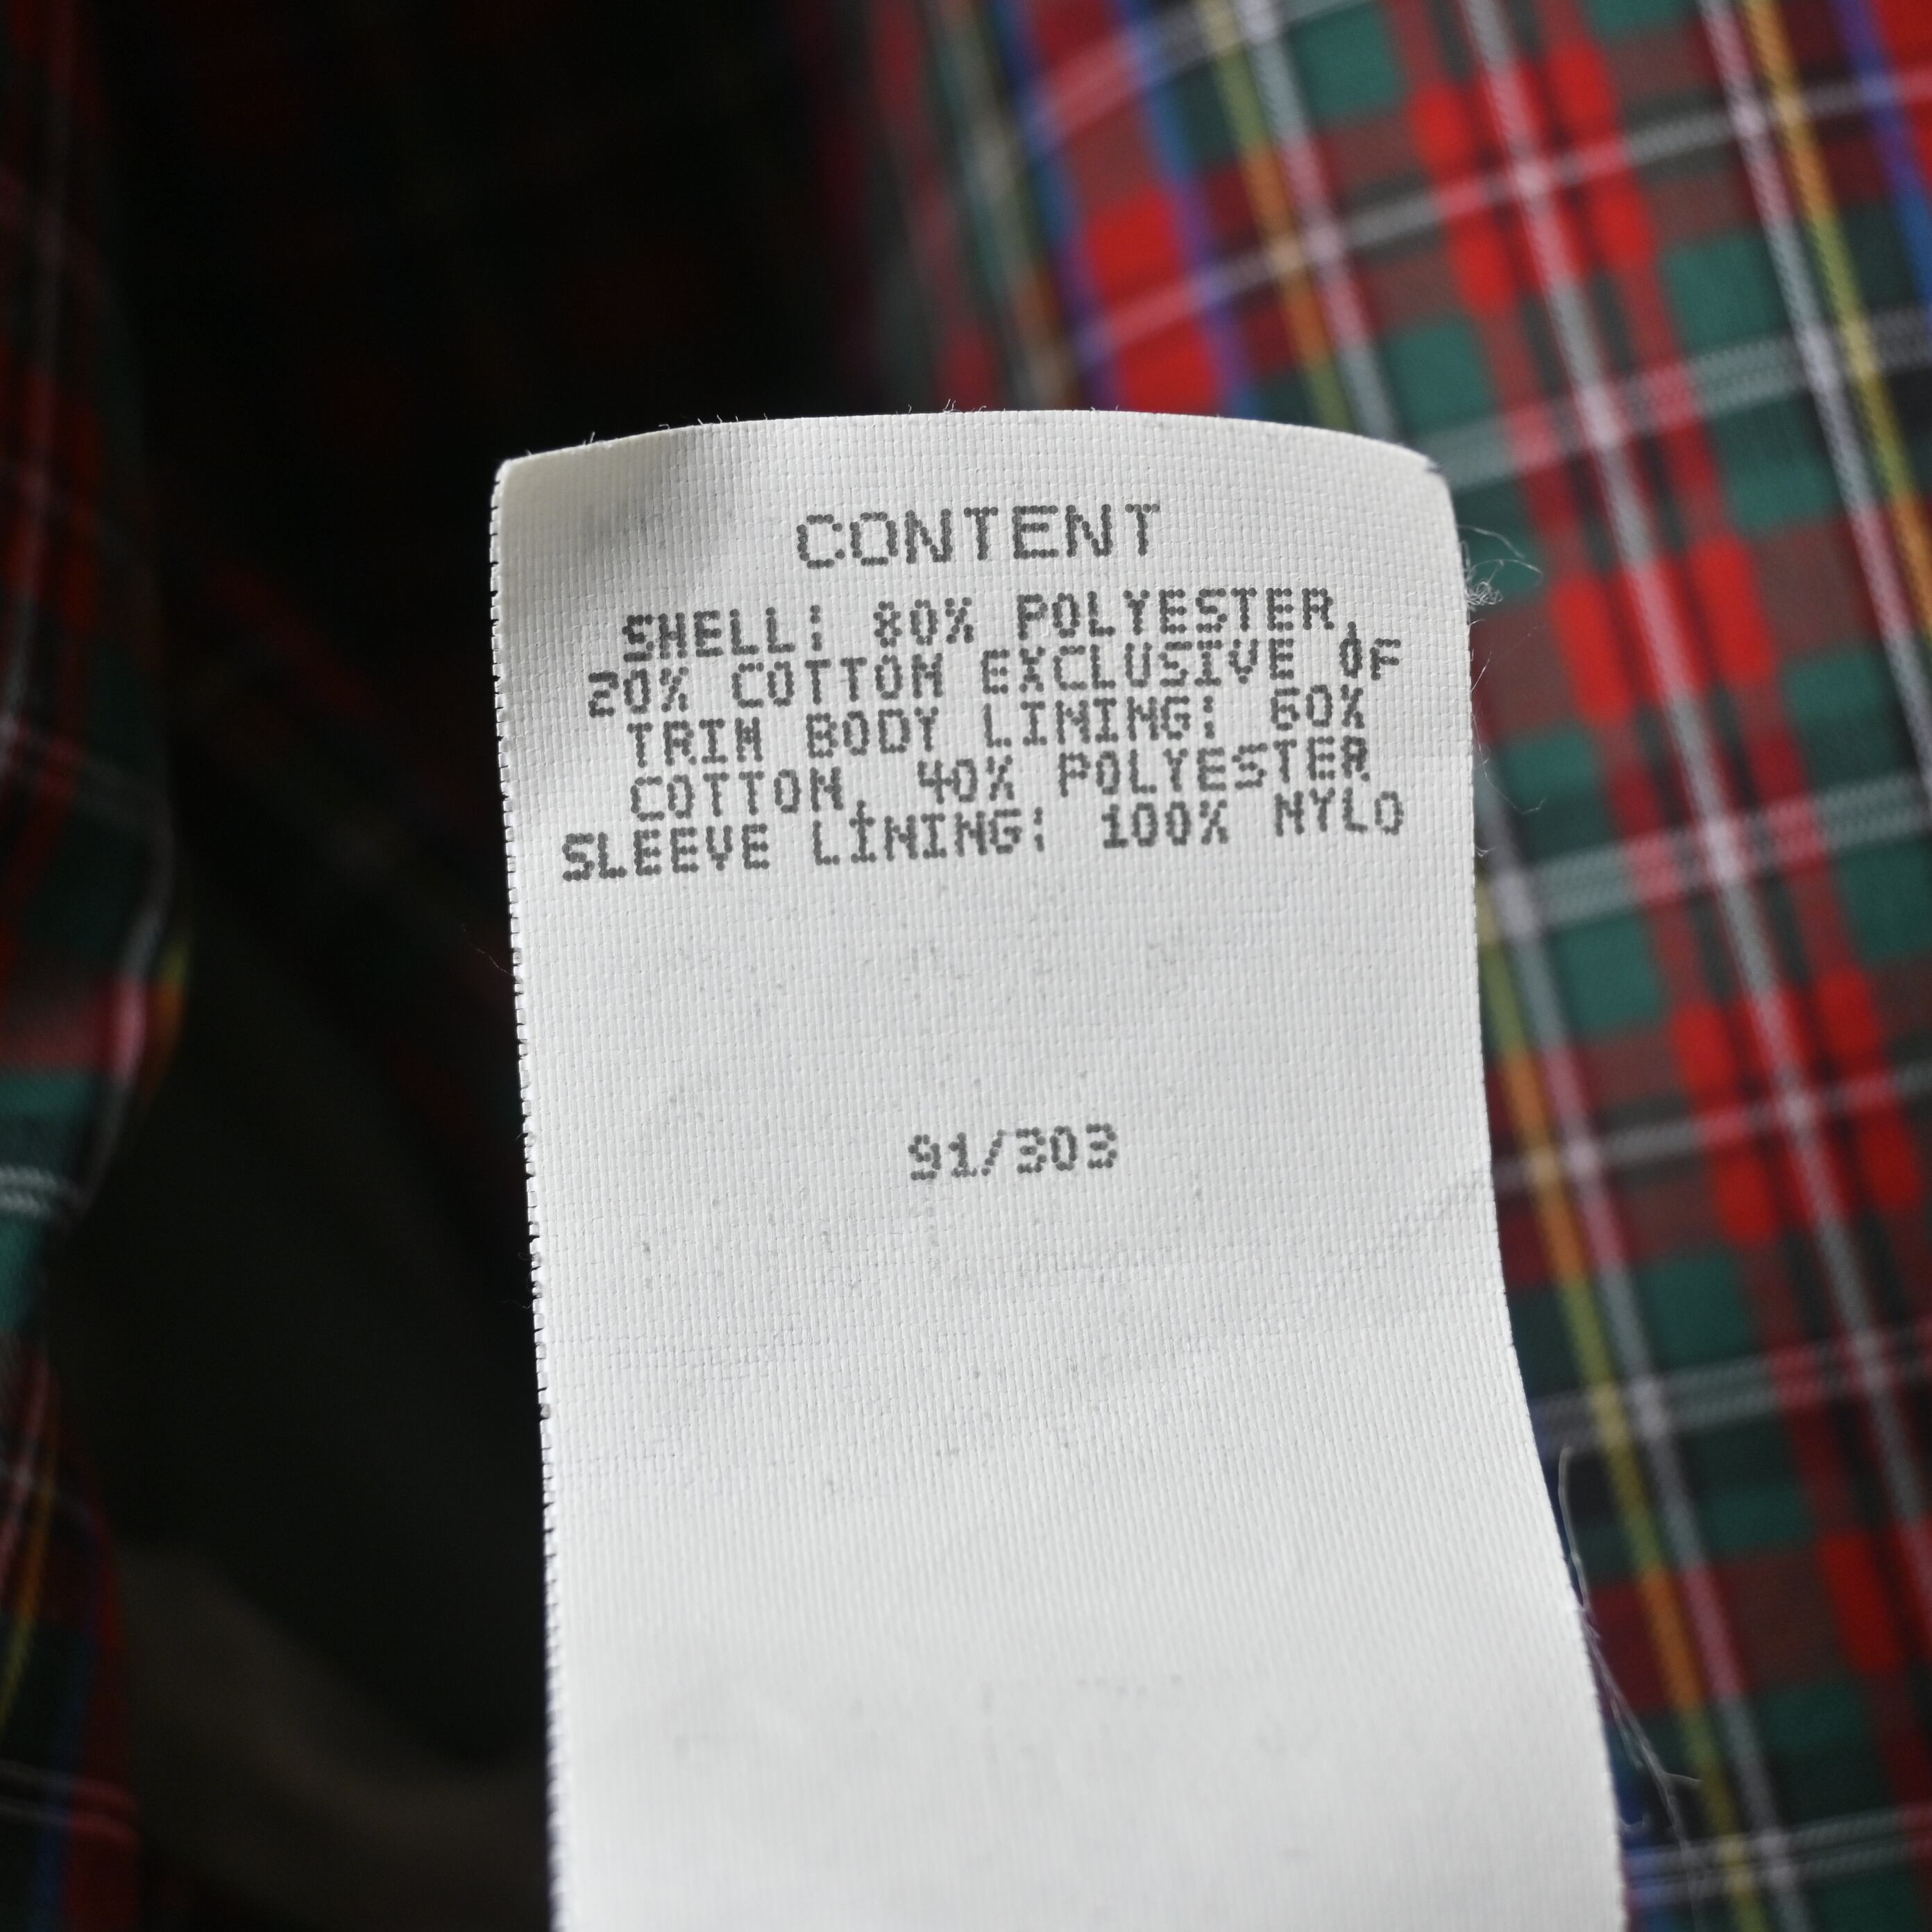 CONTENT
SHELL: 80% POLYESTER,
20% COTTON EXCLUSIVE OF
TRIM BODY LINING: 60%
COTTON, 40% POLYESTER
SLEEVE LINING: 100% NYLO
91/303